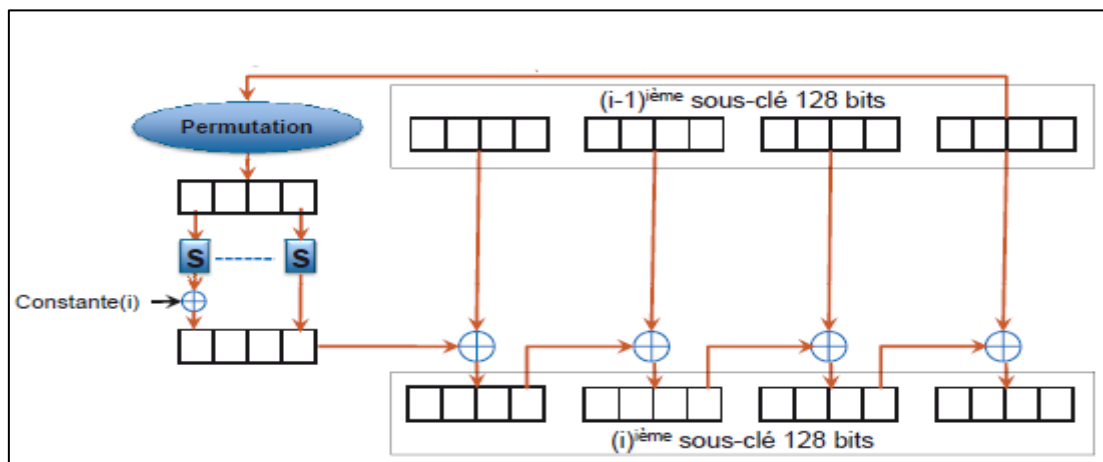 (i-1)ième sous-clé 128 bits
Permutation
S
S
Constante(i)
(i)ième sous-clé 128 bits